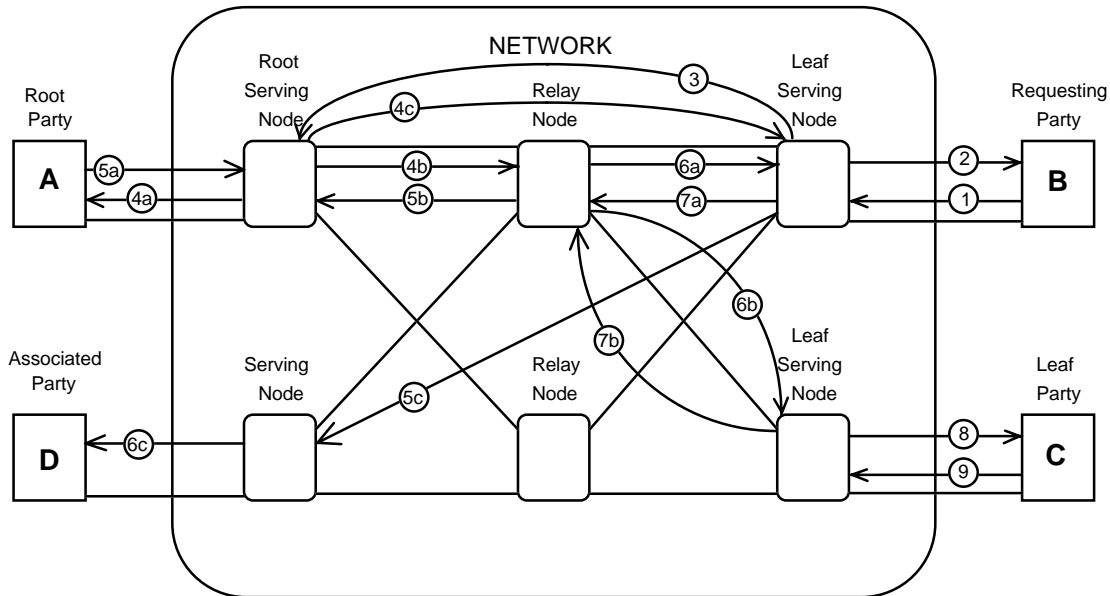 NETWORK
Root
Serving
Node
Relay
Node
Leaf
Serving
Node
Root
Party
Requesting
Party
3
4c
A
5a
4a
4b
5b
6a
7a
2
1
B
6b
7b
5c
Associated
Party
Serving
Node
Relay
Node
Leaf
Serving
Node
Leaf
Party
D
6c
8
9
C